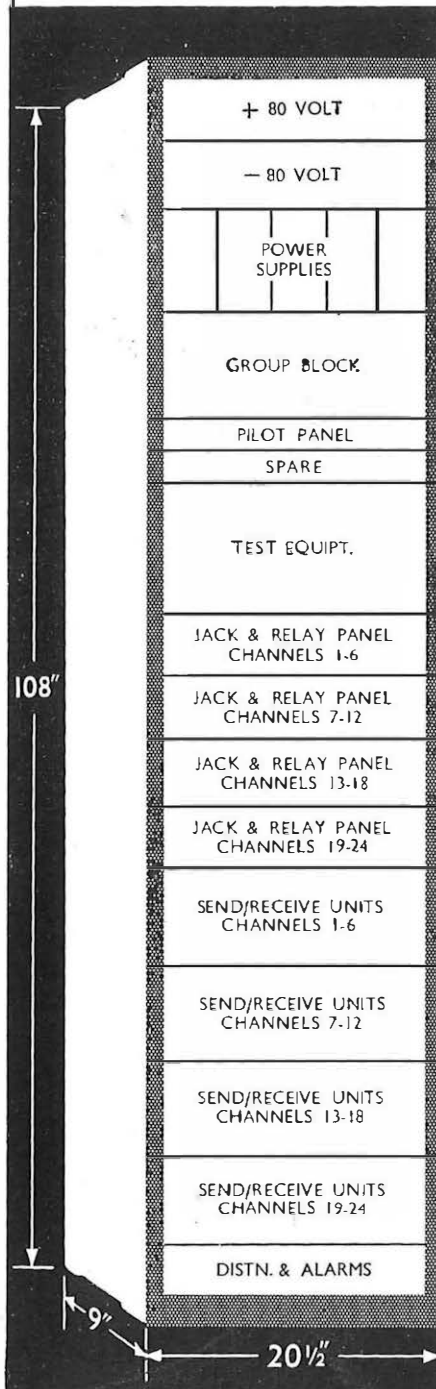 + 80 VOLT
— 80 VOLT
POWER
SUPPLIES
GROUP BLOCK
PILOT PANEL
SPARE
TEST EQUIPT.
JACK & RELAY PANEL
CHANNELS 1-6
108"
JACK & RELAY PANEL
CHANNELS 7-12
JACK & RELAY PANEL
CHANNELS 13-18
JACK & RELAY PANEL
CHANNELS 19-24
SEND/RECEIVE UNITS
CHANNELS 1-6
SEND/RECEIVE UNITS
CHANNELS 7-12
SEND/RECEIVE UNITS
CHANNELS 13-18
SEND/RECEIVE UNITS
CHANNELS 19-24
DISTN. & ALARMS
9"
20½"